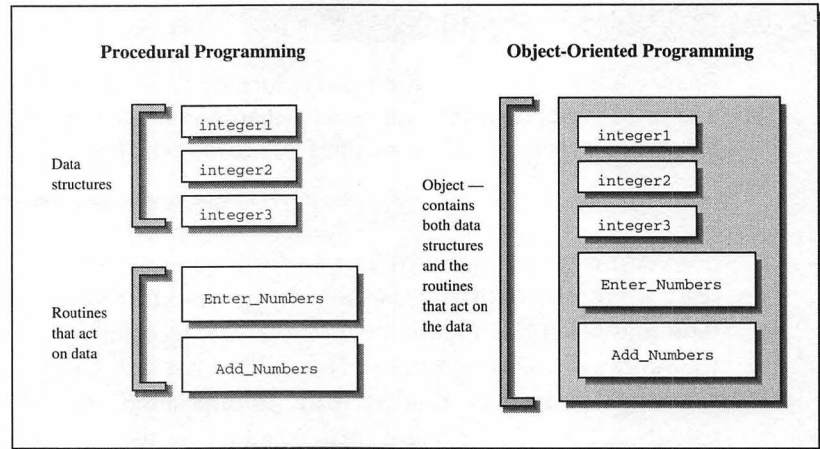 Procedural Programming
Data
structures
integer1
integer2
integer3
Routines
that act
on data
Enter_Numbers
Add_Numbers
Object-Oriented Programming
Object —
contains
both data
structures
and the
routines
that act on
the data
integer1
integer2
integer3
Enter_Numbers
Add_Numbers